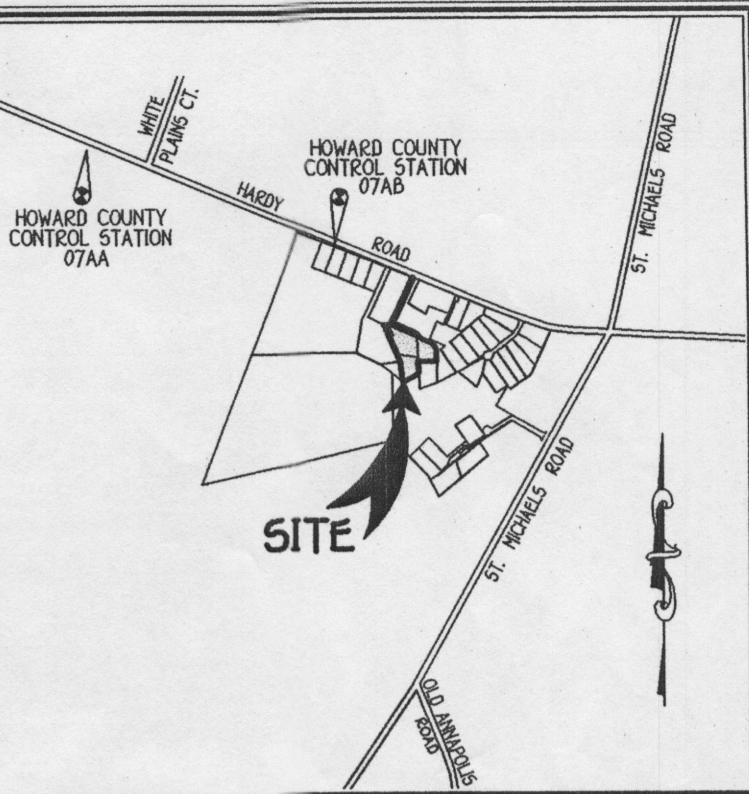 WHITE
PLAINS CT.
HOWARD COUNTY
CONTROL STATION
07AB
HARDY
ROAD
HOWARD COUNTY
CONTROL STATION
07AA
ST. MICHAELS ROAD
SITE
ST. MICHAELS ROAD
OLD ANNAPOLIS
ROAD